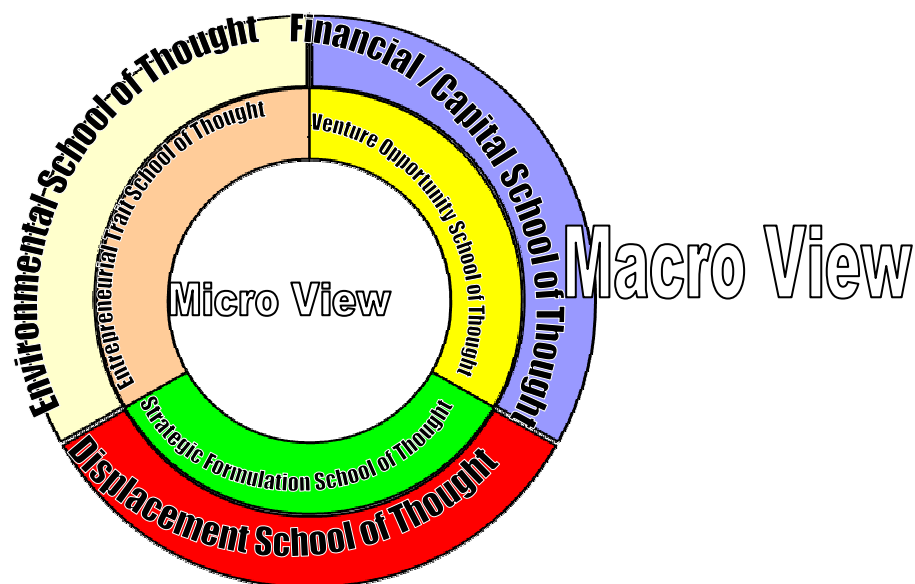 Environmental School of Thought
Financial /Capital School of Thought
Entrepreneurial Trait School of Thought
Venture Opportunity School of Thought
Micro View
Macro View
Strategic Formulation School of Thought
Displacement School of Thought